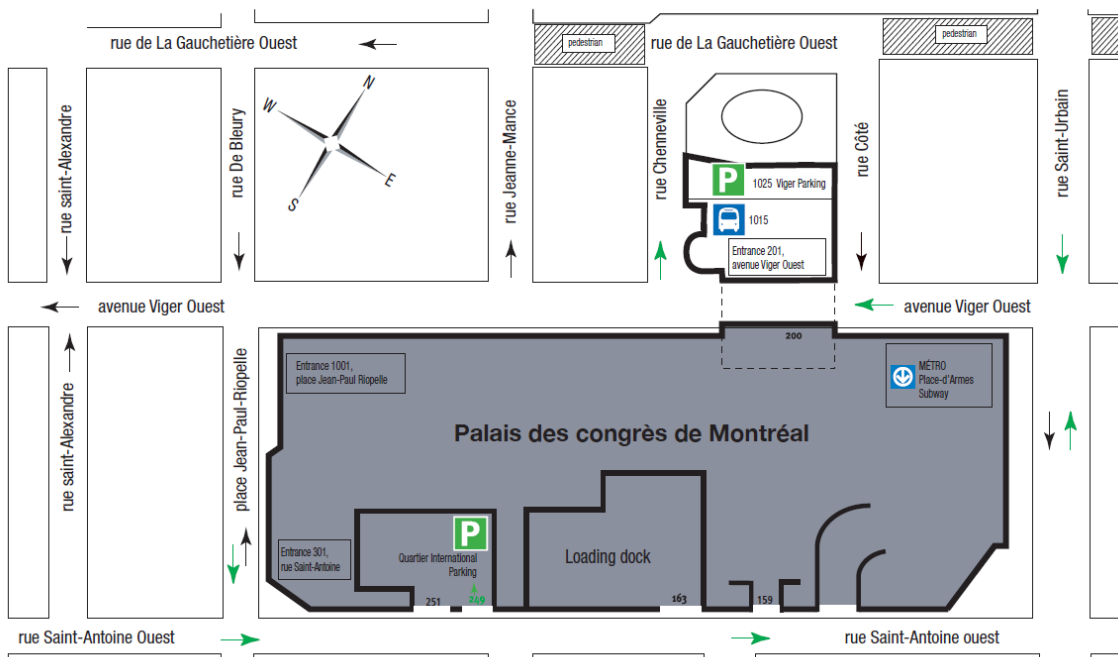 rue de La Gauchetière Ouest
pedestrian
rue de La Gauchetière Ouest
pedestrian
rue saint-Alexandre
rue De Bleury
N
W
E
S
rue Jeanne-Mance
rue Chenneville
rue Côté
rue Saint-Urbain
P
1025 Viger Parking
1015
Entrance 201,
avenue Viger Ouest
avenue Viger Ouest
avenue Viger Ouest
rue saint-Alexandre
place Jean-Paul-Riopelle
Entrance 1001,
place Jean-Paul Riopelle
200
MÉTRO
Place-d'Armes
Subway
Palais des congrès de Montréal
Entrance 301,
rue Saint-Antoine
P
Quartier International
Parking
Loading dock
251
249
163
159
rue Saint-Antoine Ouest
rue Saint-Antoine ouest